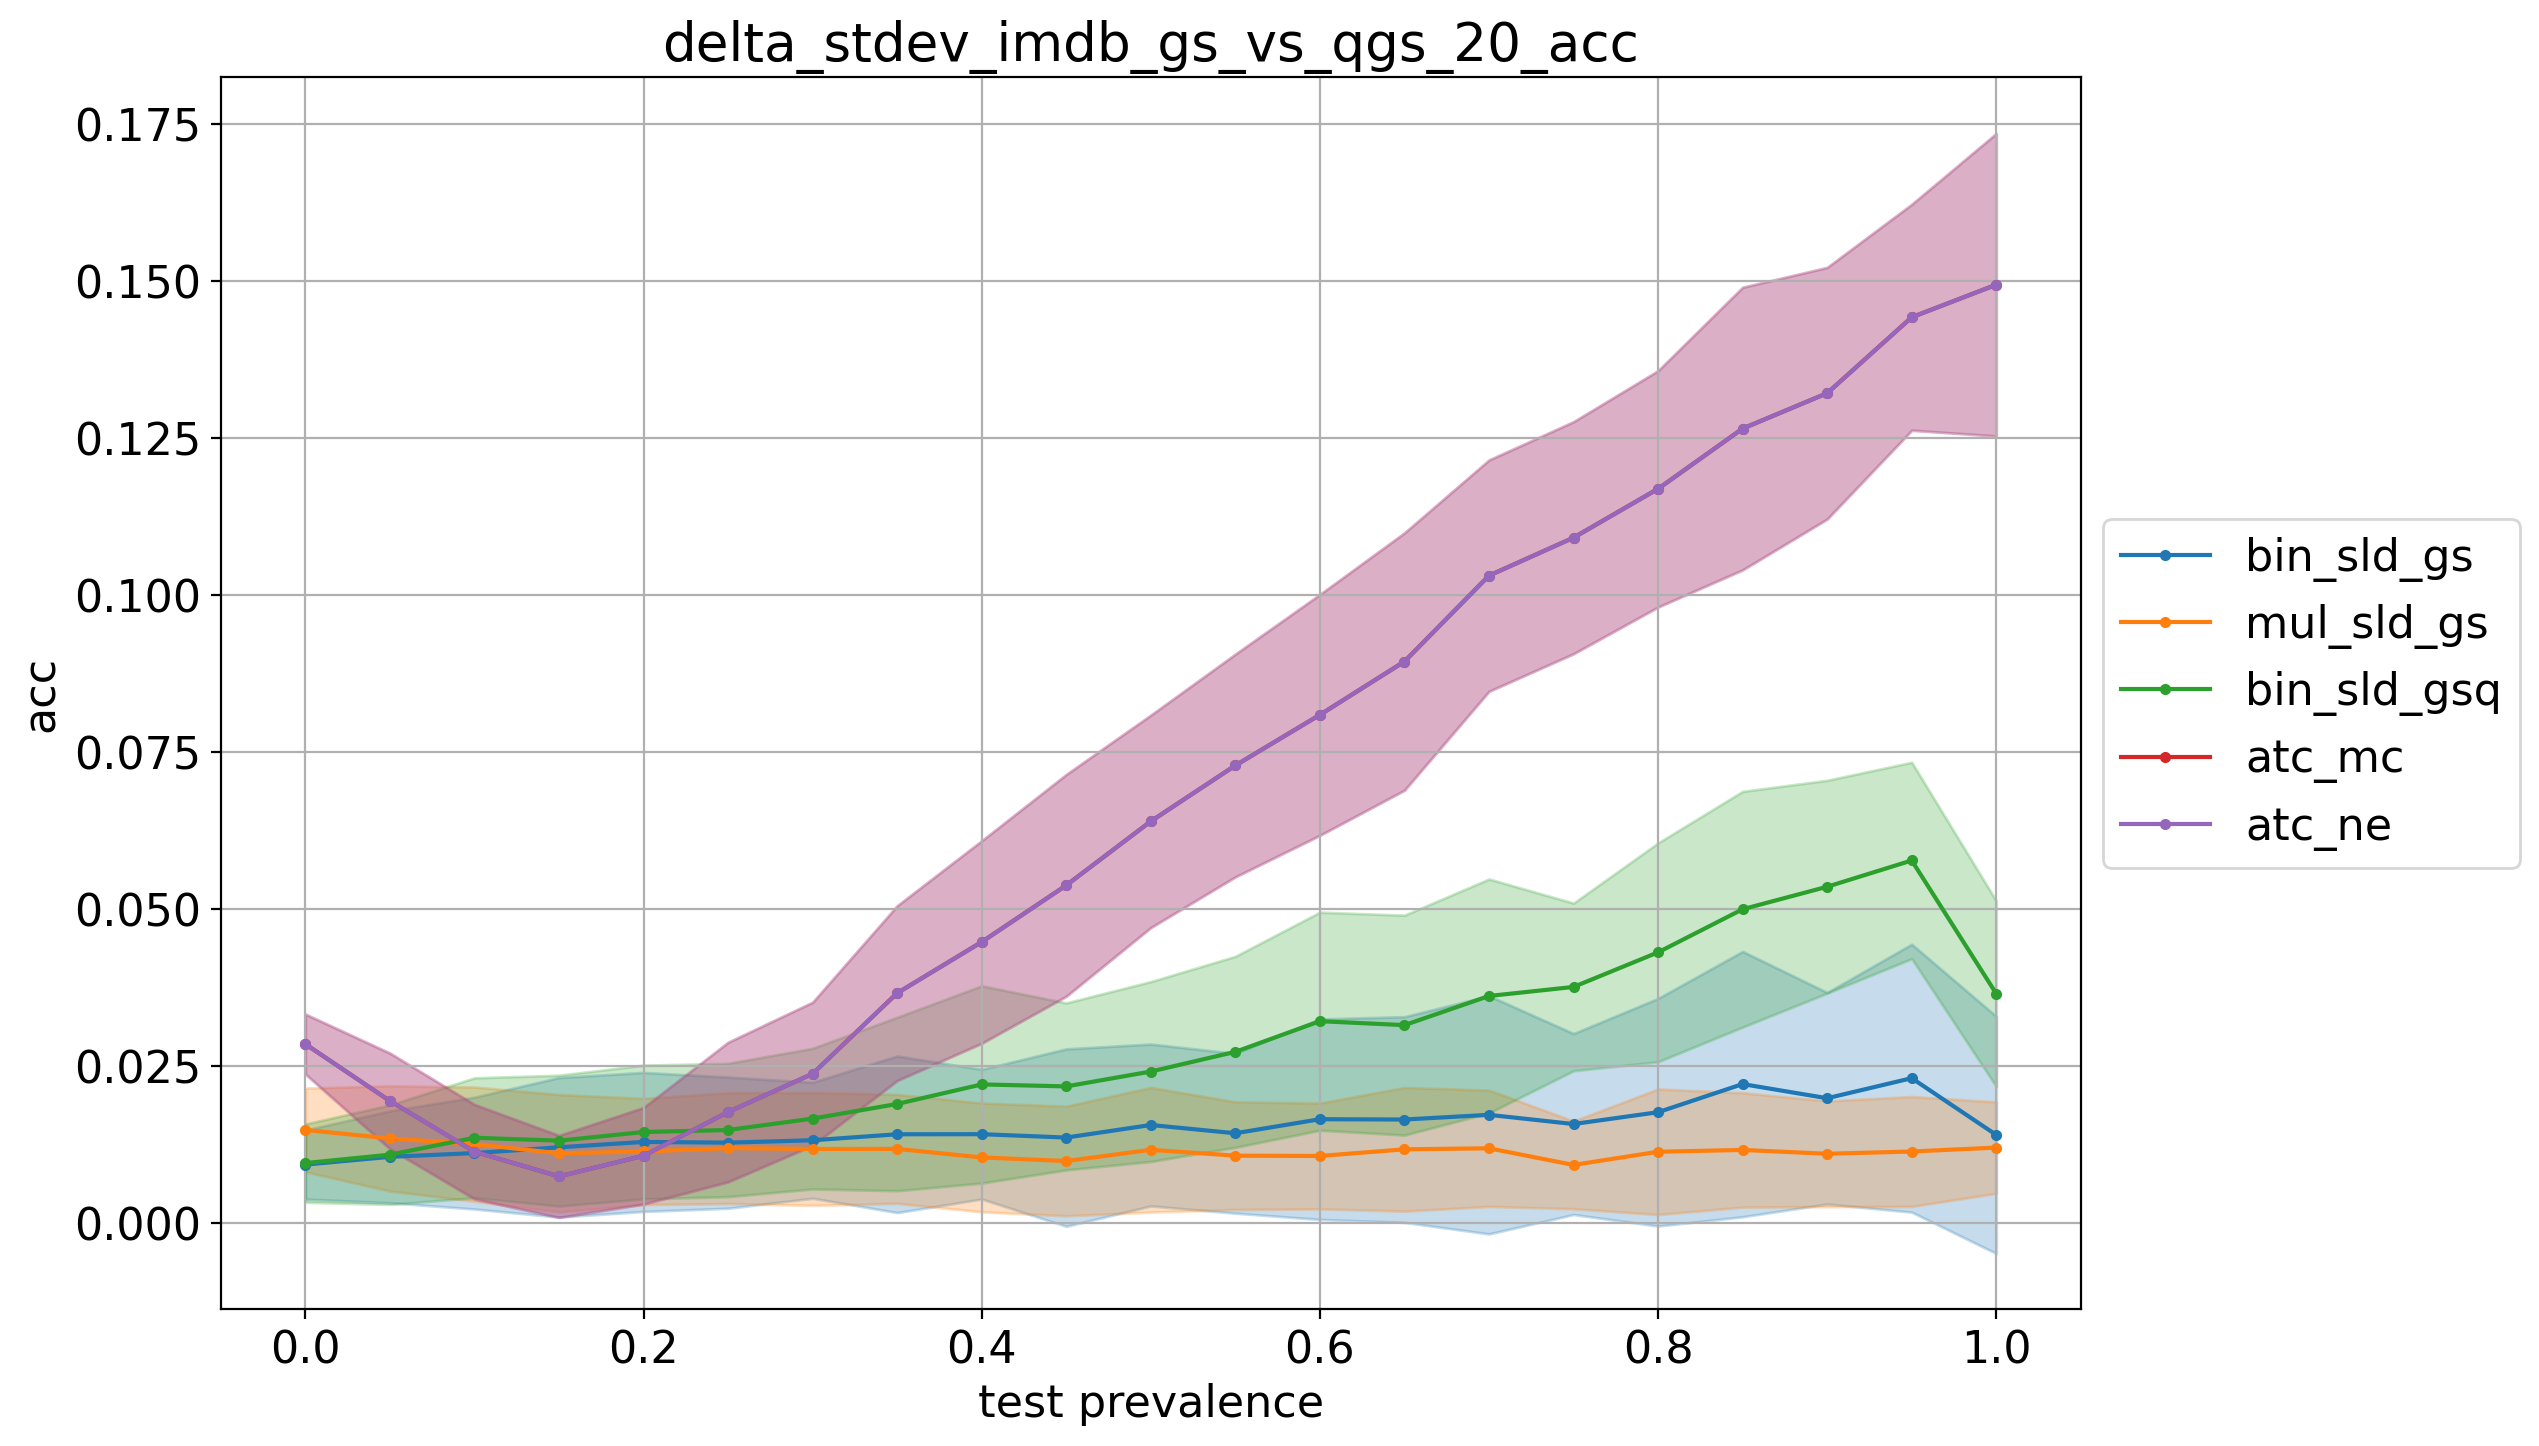 delta_stdev_imdb_gs_vs_qgs_20_acc
0.175
0.150
0.125
0.100
0.075
0.050
0.025
0.000
acc
0.0 0.2 0.4 0.6 0.8 1.0
test prevalence
bin_sld_gs
mul_sld_gs
bin_sld_gsq
atc_mc
atc_ne